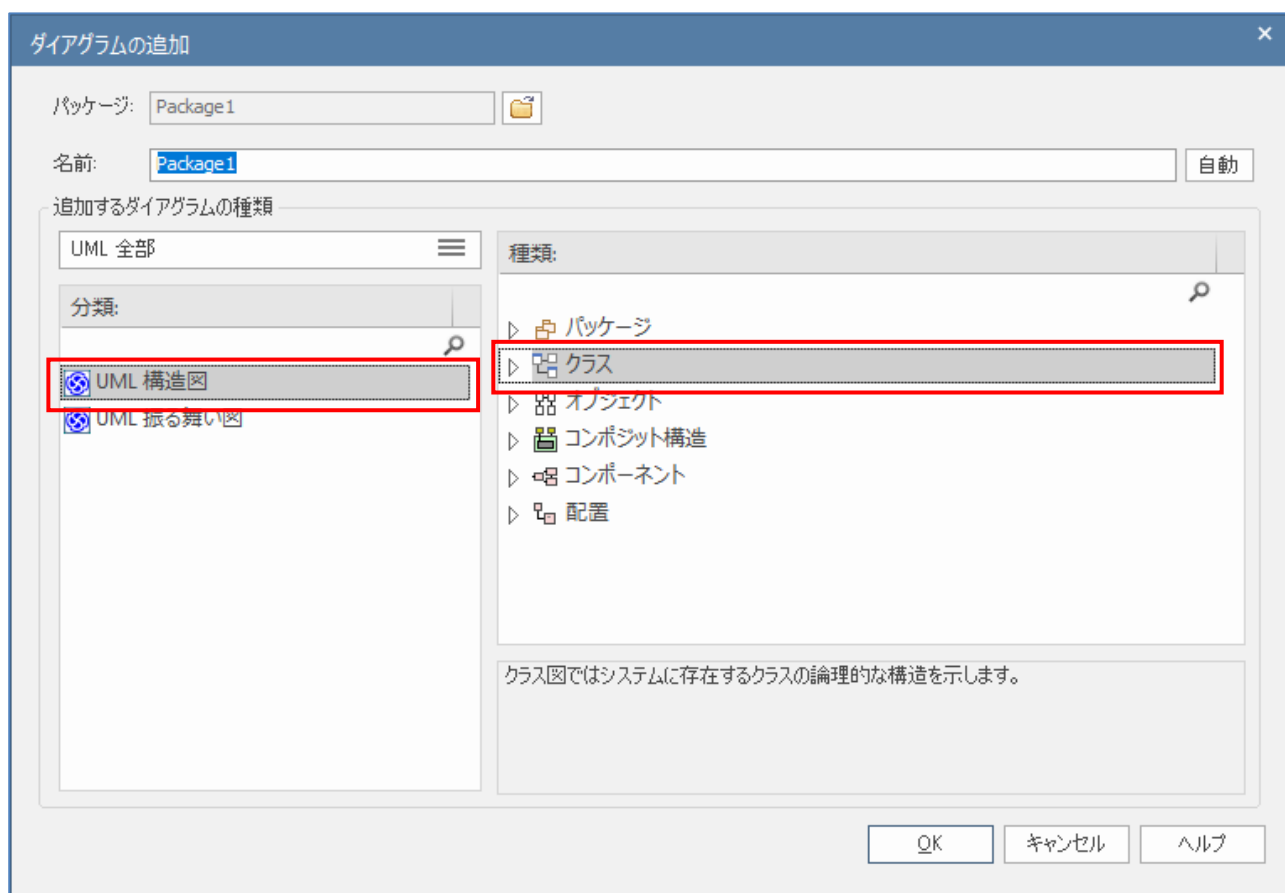 ダイアグラムの追加
パッケージ: Package1
名前: Package1 自動
追加するダイアグラムの種類
UML 全部
分類:
UML 構造図
UML 振る舞い図
種類:
パッケージ
クラス
オブジェクト
コンポジット構造
コンポーネント
配置
クラス図ではシステムに存在するクラスの論理的な構造を示します。
OK キャンセル ヘルプ